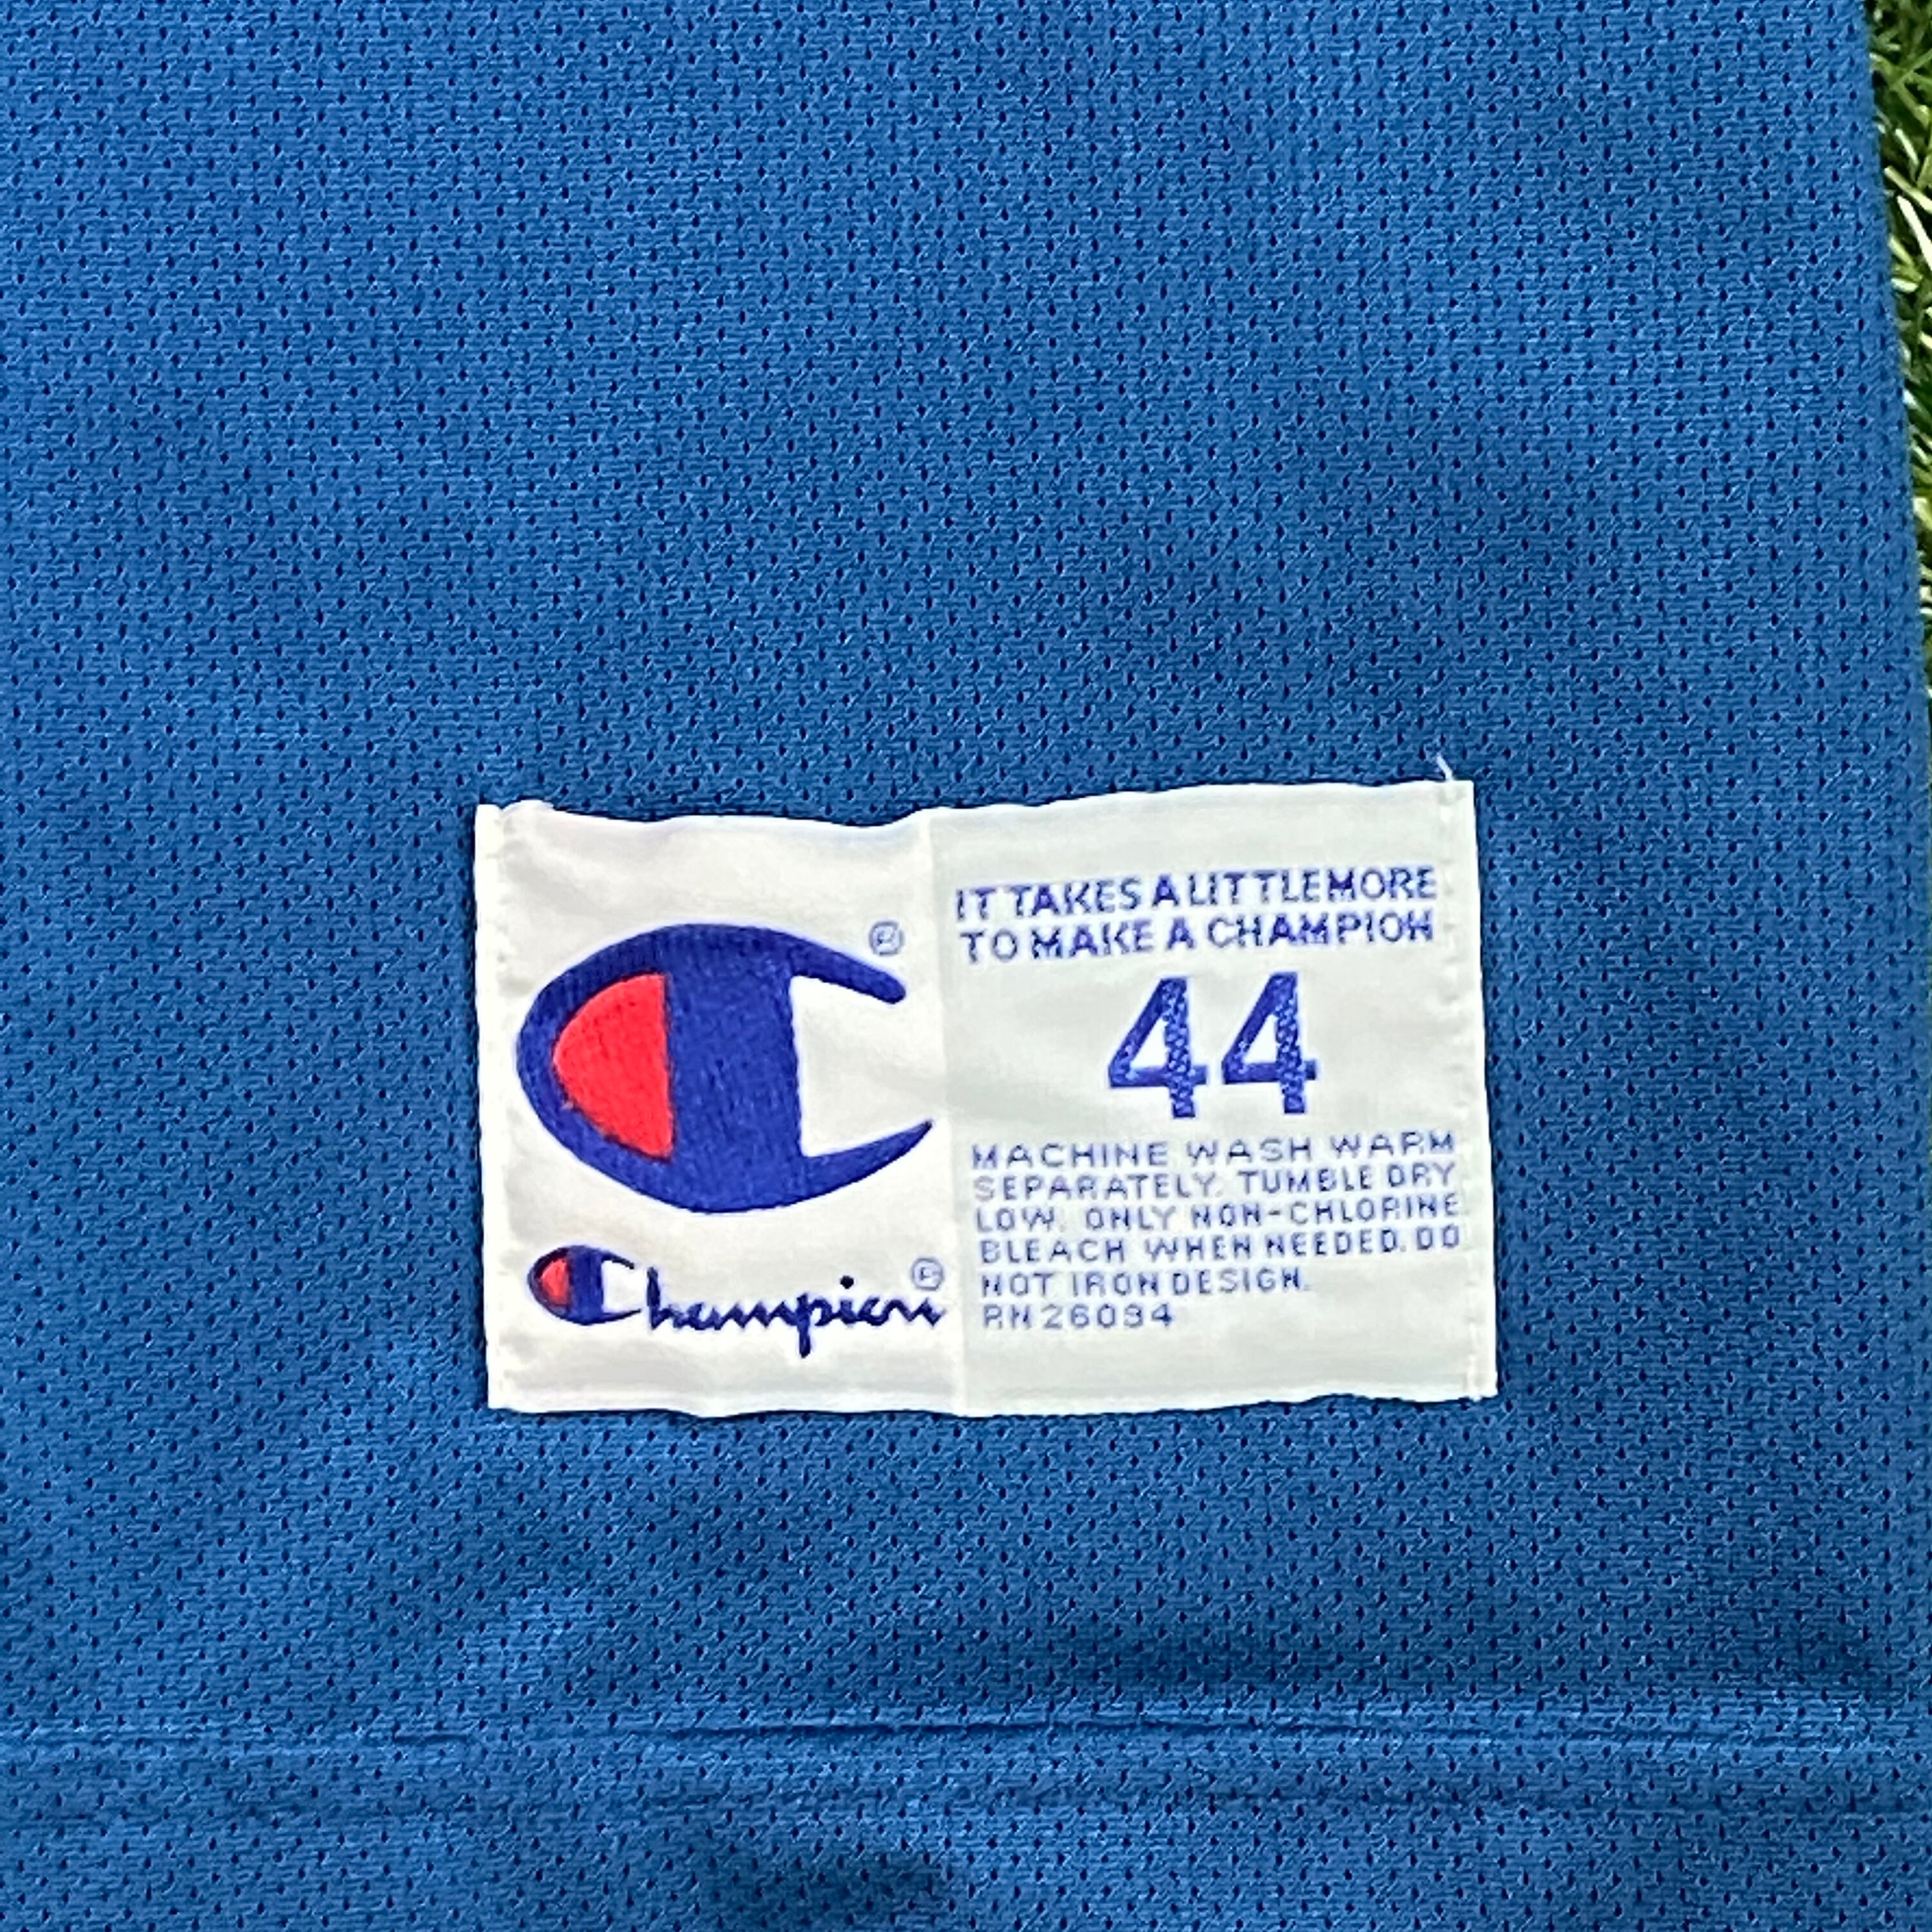 Champion
IT TAKES A LITTLE MORE
TO MAKE A CHAMPION
44
MACHINE WASH WARM
SEPARATELY. TUMBLE DRY
LOW. ONLY NON-CHLORINE
BLEACH WHEN NEEDED. DO
NOT IRON DESIGN.
RN 26094